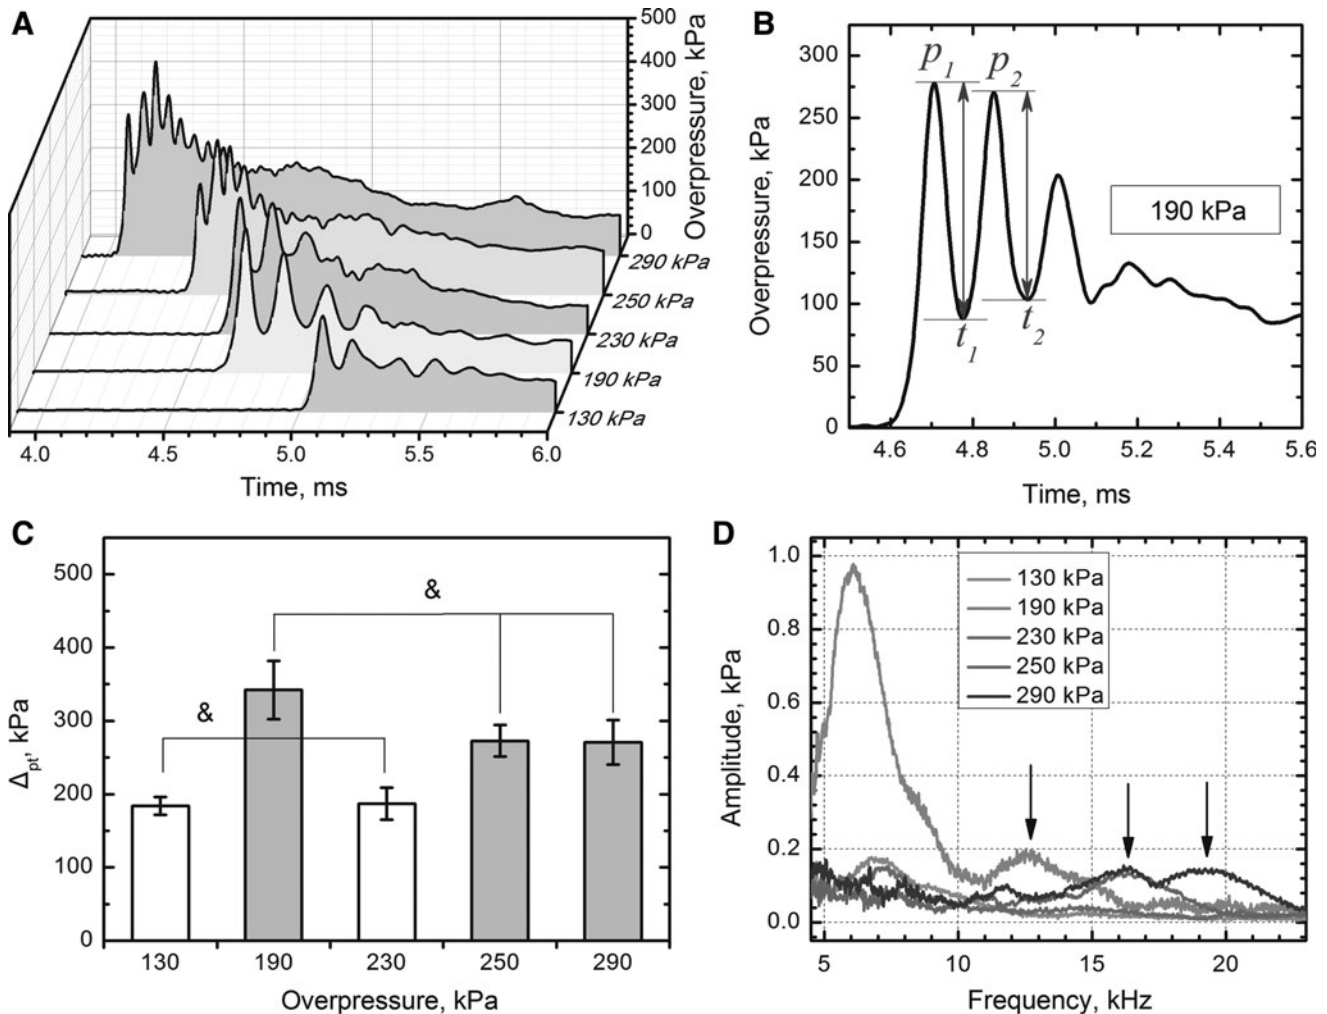 A
500
400
300
200
100
0
Overpressure, kPa
290 kPa
250 kPa
230 kPa
190 kPa
130 kPa
4.0 4.5 5.0 5.5 6.0
Time, ms
B
300
250
200
150
100
50
0
Overpressure, kPa
p1 p2
t1 t2
190 kPa
4.6 4.8 5.0 5.2 5.4 5.6
Time, ms
C
500
400
300
200
100
0
Δpt, kPa
&
&
130 190 230 250 290
Overpressure, kPa
D
1.0
0.8
0.6
0.4
0.2
0.0
Amplitude, kPa
130 kPa
190 kPa
230 kPa
250 kPa
290 kPa
5 10 15 20
Frequency, kHz